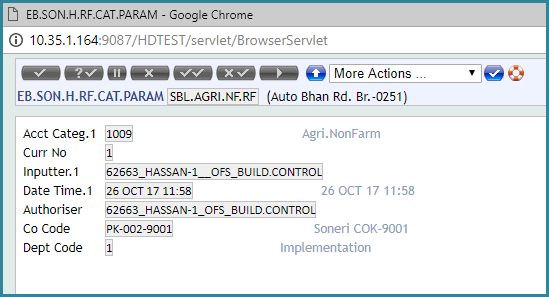 EB.SON.H.RF.CAT.PARAM - Google Chrome
10.35.1.164:9087/HDTEST/servlet/BrowserServlet
More Actions ...
EB.SON.H.RF.CAT.PARAM SBL.AGRI.NF.RF (Auto Bhan Rd. Br.-0251)
Acct Categ.1 1009 Agri.NonFarm
Curr No 1
Inputter.1 62663_HASSAN-1__OFS_BUILD.CONTROL
Date Time.1 26 OCT 17 11:58 26 OCT 17 11:58
Authoriser 62663_HASSAN-1_OFS_BUILD.CONTROL
Co Code PK-002-9001 Soneri COK-9001
Dept Code 1 Implementation